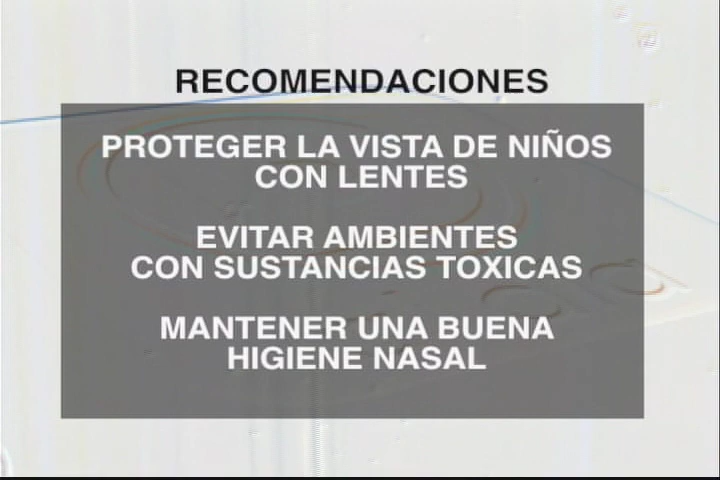 RECOMENDACIONES
PROTEGER LA VISTA DE NIÑOS
CON LENTES
EVITAR AMBIENTES
CON SUSTANCIAS TOXICAS
MANTENER UNA BUENA
HIGIENE NASAL